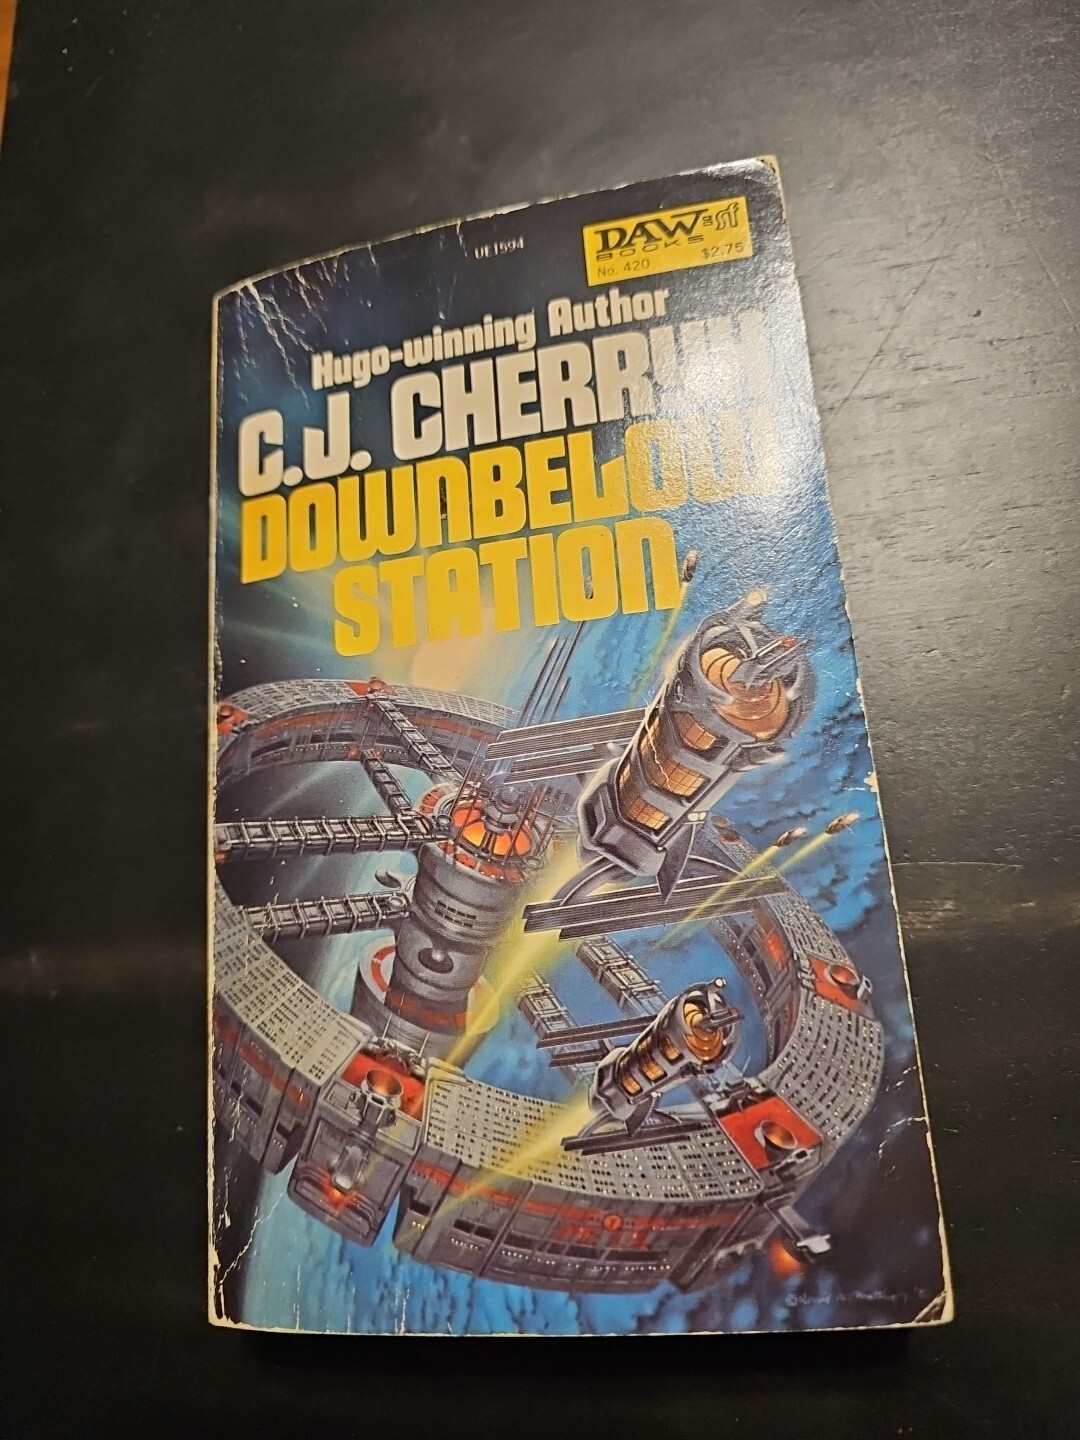 UE1594
DAW sf
BOOKS
No. 420 $2.75
Hugo-winning Author
C.J. CHERRYH
DOWNBELOW
STATION